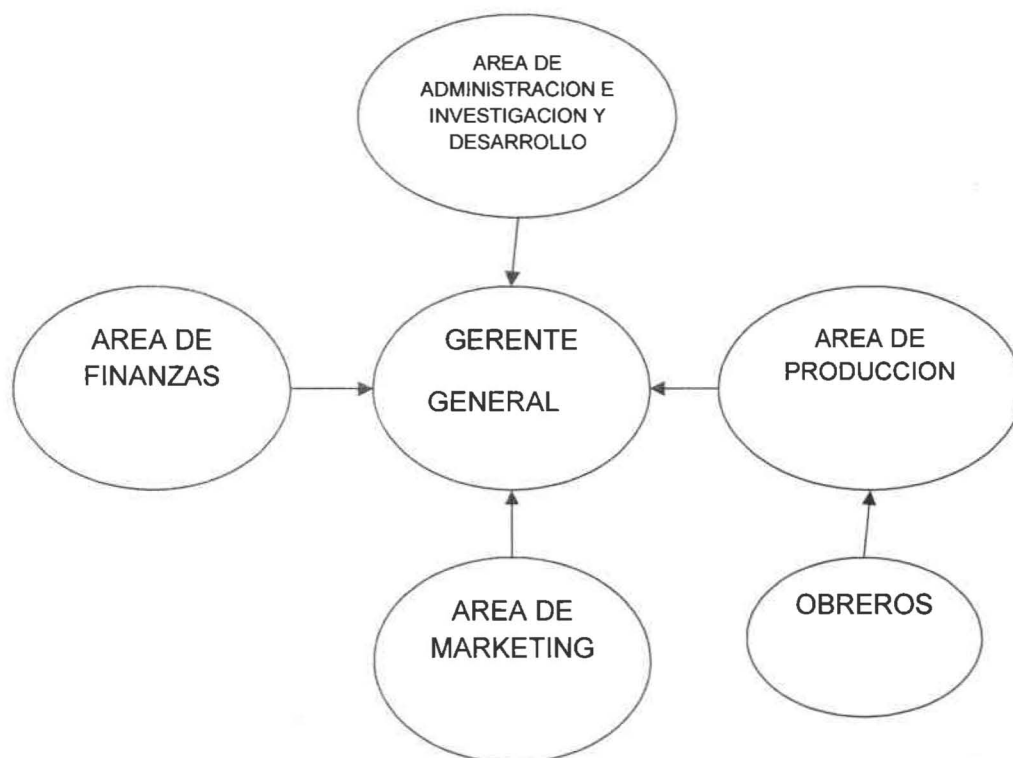 AREA DE
ADMINISTRACION E
INVESTIGACION Y
DESARROLLO
AREA DE
FINANZAS
GERENTE
GENERAL
AREA DE
PRODUCCION
AREA DE
MARKETING
OBREROS